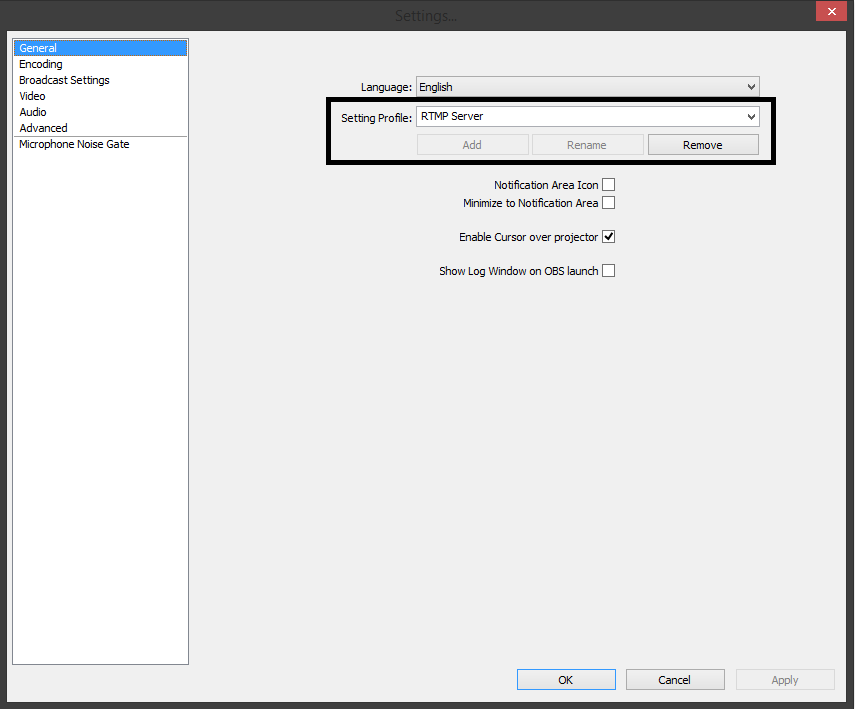 Settings...
General
Encoding
Broadcast Settings
Video
Audio
Advanced
Microphone Noise Gate
Language: English
Setting Profile: RTMP Server
Add Rename Remove
Notification Area Icon
Minimize to Notification Area
Enable Cursor over projector
Show Log Window on OBS launch
OK Cancel Apply